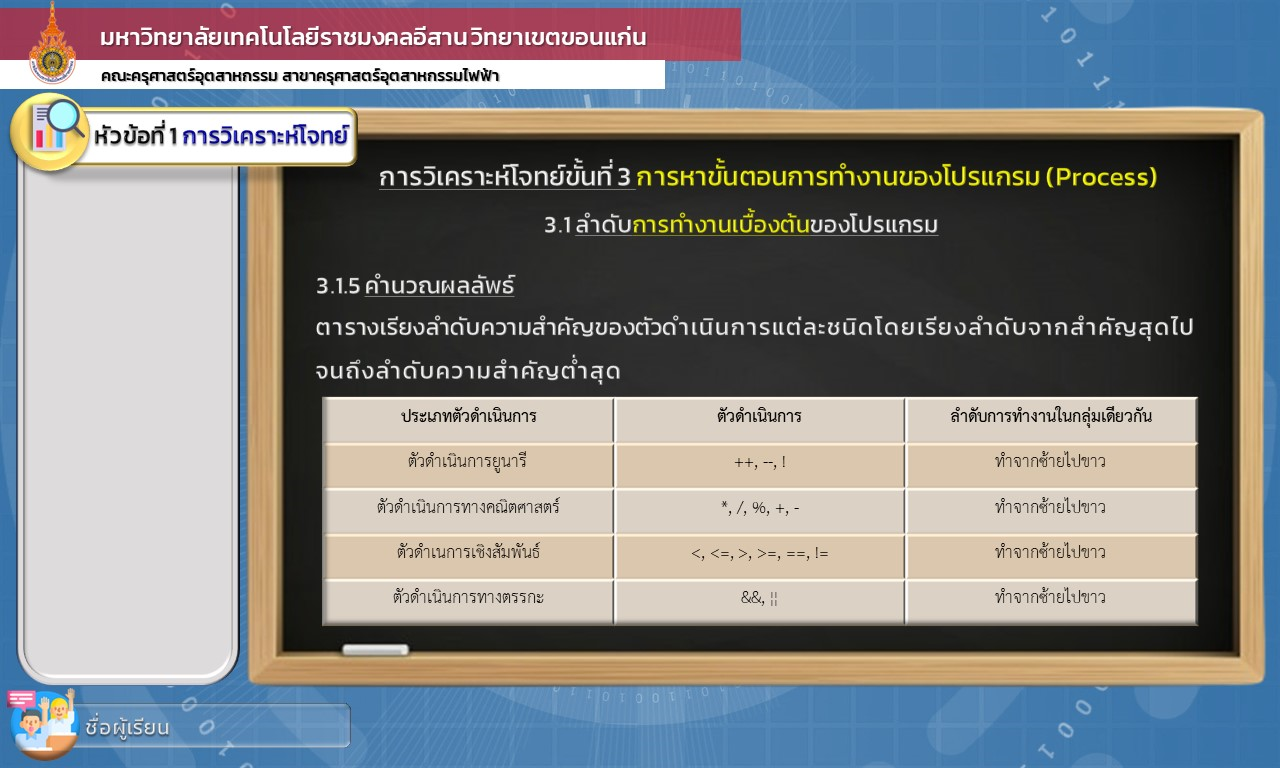 มหาวิทยาลัยเทคโนโลยีราชมงคลอีสาน วิทยาเขตขอนแก่น
คณะครุศาสตร์อุตสาหกรรม สาขาครุศาสตร์อุตสาหกรรมไฟฟ้า
หัวข้อที่ 1 การวิเคราะห์โจทย์
การวิเคราะห์โจทย์ขั้นที่ 3 การหาขั้นตอนการทำงานของโปรแกรม (Process)
3.1 ลำดับการทำงานเบื้องต้นของโปรแกรม
3.1.5 คำนวณผลลัพธ์
ตารางเรียงลำดับความสำคัญของตัวดำเนินการแต่ละชนิดโดยเรียงลำดับจากสำคัญสุดไป
จนถึงลำดับความสำคัญต่ำสุด
ประเภทตัวดำเนินการ ตัวดำเนินการ ลำดับการทำงานในกลุ่มเดียวกัน
ตัวดำเนินการยูนารี ++, --, ! ทำจากซ้ายไปขาว
ตัวดำเนินการทางคณิตศาสตร์ *, /, %, +, - ทำจากซ้ายไปขาว
ตัวดำเนการเชิงสัมพันธ์ <, <=, >, >=, ==, != ทำจากซ้ายไปขาว
ตัวดำเนินการทางตรรกะ &&, ¦¦ ทำจากซ้ายไปขาว
ชื่อผู้เรียน